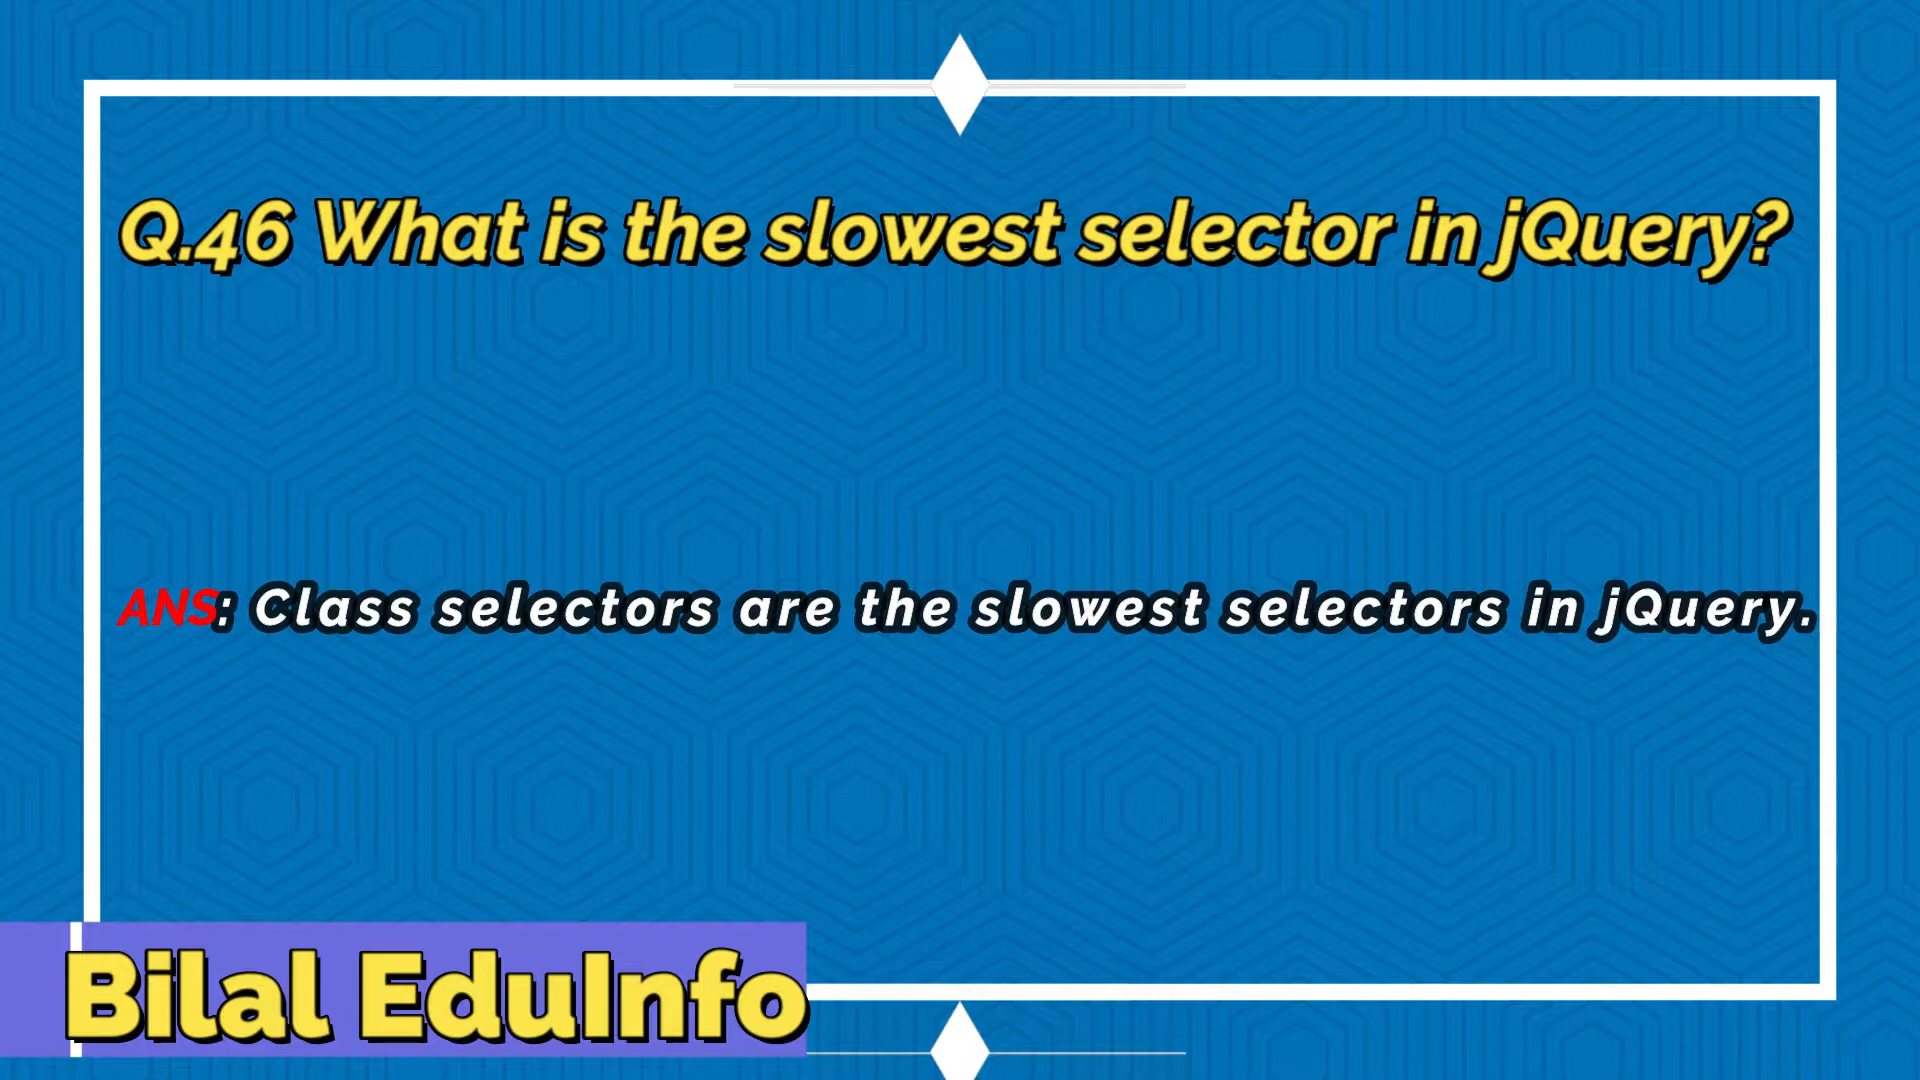 Q.46 What is the slowest selector in jQuery?
ANS: Class selectors are the slowest selectors in jQuery.
Bilal EduInfo